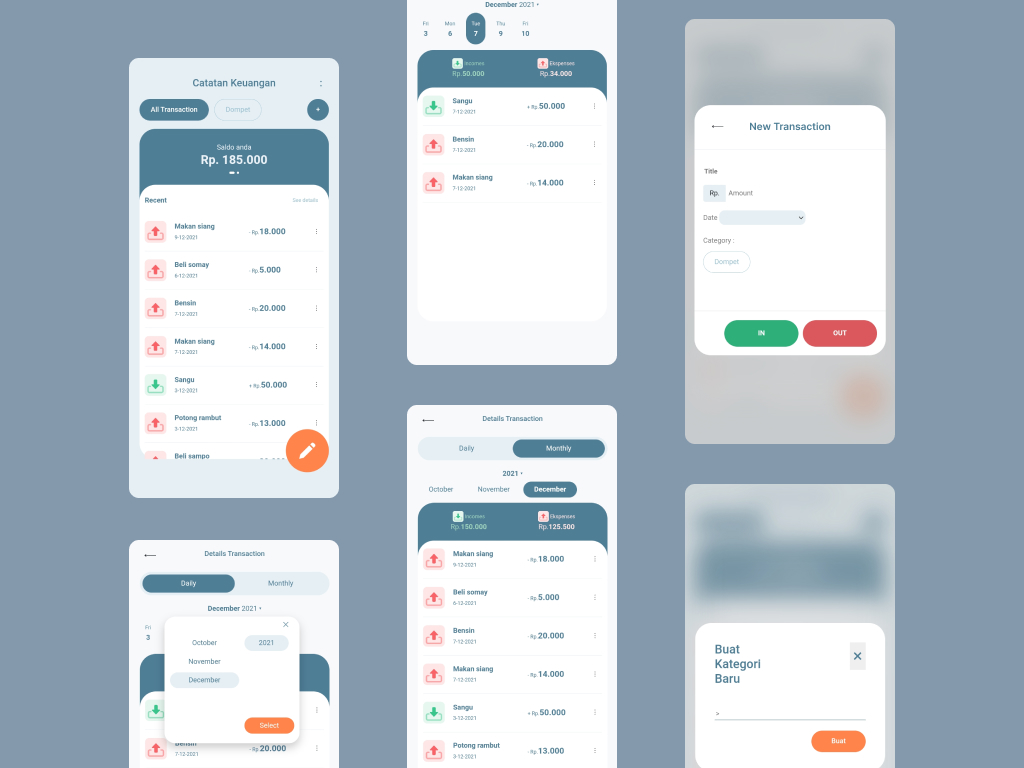 Catatan Keuangan
:
All Transaction
Dompet
+
Saldo anda
Rp. 185.000
Recent
See details
Makan siang
- Rp. 18.000
9-12-2021
Beli somay
- Rp. 5.000
6-12-2021
Bensin
- Rp. 20.000
7-12-2021
Makan siang
- Rp. 14.000
7-12-2021
Sangu
+ Rp. 50.000
3-12-2021
Potong rambut
- Rp. 13.000
3-12-2021
Beli sampo
Details Transaction
Daily
Monthly
December 2021
Fri
3
October
2021
November
December
Select
Bensin
- Rp. 20.000
7-12-2021
December 2021
Fri
Mon
Tue
Thu
Fri
3
6
7
9
10
Incomes
Rp.50.000
Ekspenses
Rp.34.000
Sangu
+ Rp. 50.000
7-12-2021
Bensin
- Rp. 20.000
7-12-2021
Makan siang
- Rp. 14.000
7-12-2021
Details Transaction
Daily
Monthly
2021
October
November
December
Incomes
Rp.150.000
Ekspenses
Rp.125.500
Makan siang
- Rp. 18.000
9-12-2021
Beli somay
- Rp. 5.000
6-12-2021
Bensin
- Rp. 20.000
7-12-2021
Makan siang
- Rp. 14.000
7-12-2021
Sangu
+ Rp. 50.000
3-12-2021
Potong rambut
- Rp. 13.000
3-12-2021
New Transaction
Title
Rp.
Amount
Date
Category :
Dompet
IN
OUT
Buat
Kategori
Baru
×
>
Buat